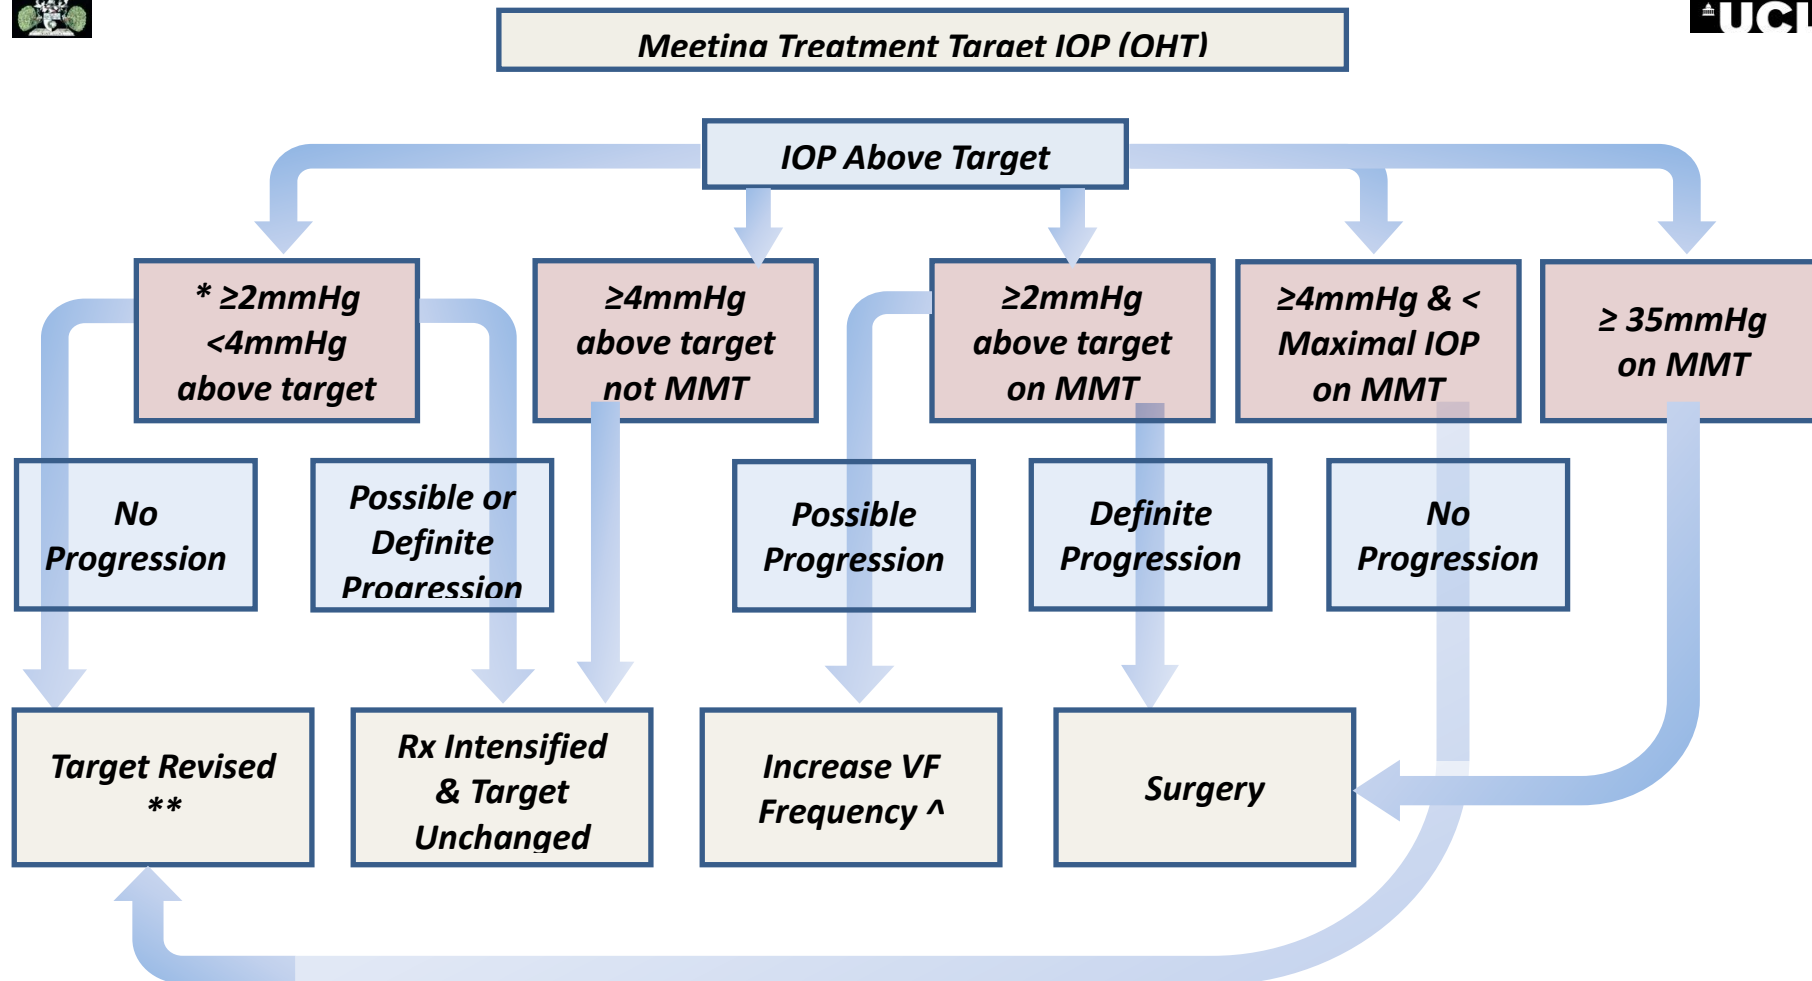 UCL
Meeting Treatment Target IOP (OHT)
IOP Above Target
* ≥2mmHg
<4mmHg
above target
≥4mmHg
above target
not MMT
≥2mmHg
above target
on MMT
≥4mmHg & <
Maximal IOP
on MMT
≥ 35mmHg
on MMT
No
Progression
Possible or
Definite
Progression
Possible
Progression
Definite
Progression
No
Progression
Target Revised
**
Rx Intensified
& Target
Unchanged
Increase VF
Frequency ^
Surgery